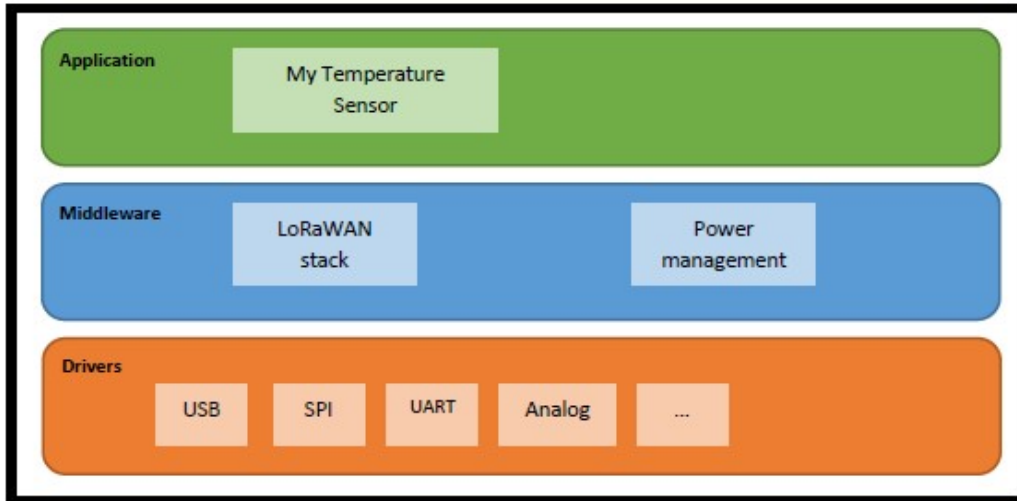 Application
My Temperature
Sensor
Middleware
LoRaWAN
stack
Power
management
Drivers
USB
SPI
UART
Analog
...